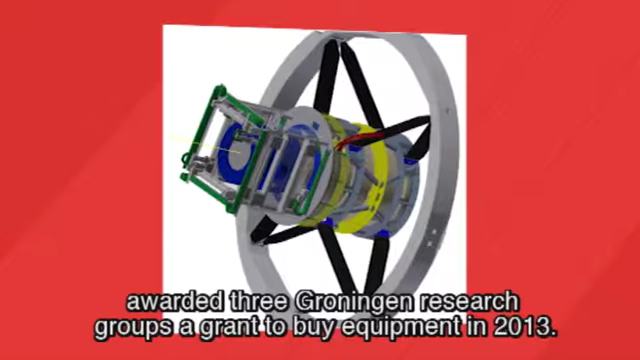 awarded three Groningen research
groups a grant to buy equipment in 2013.